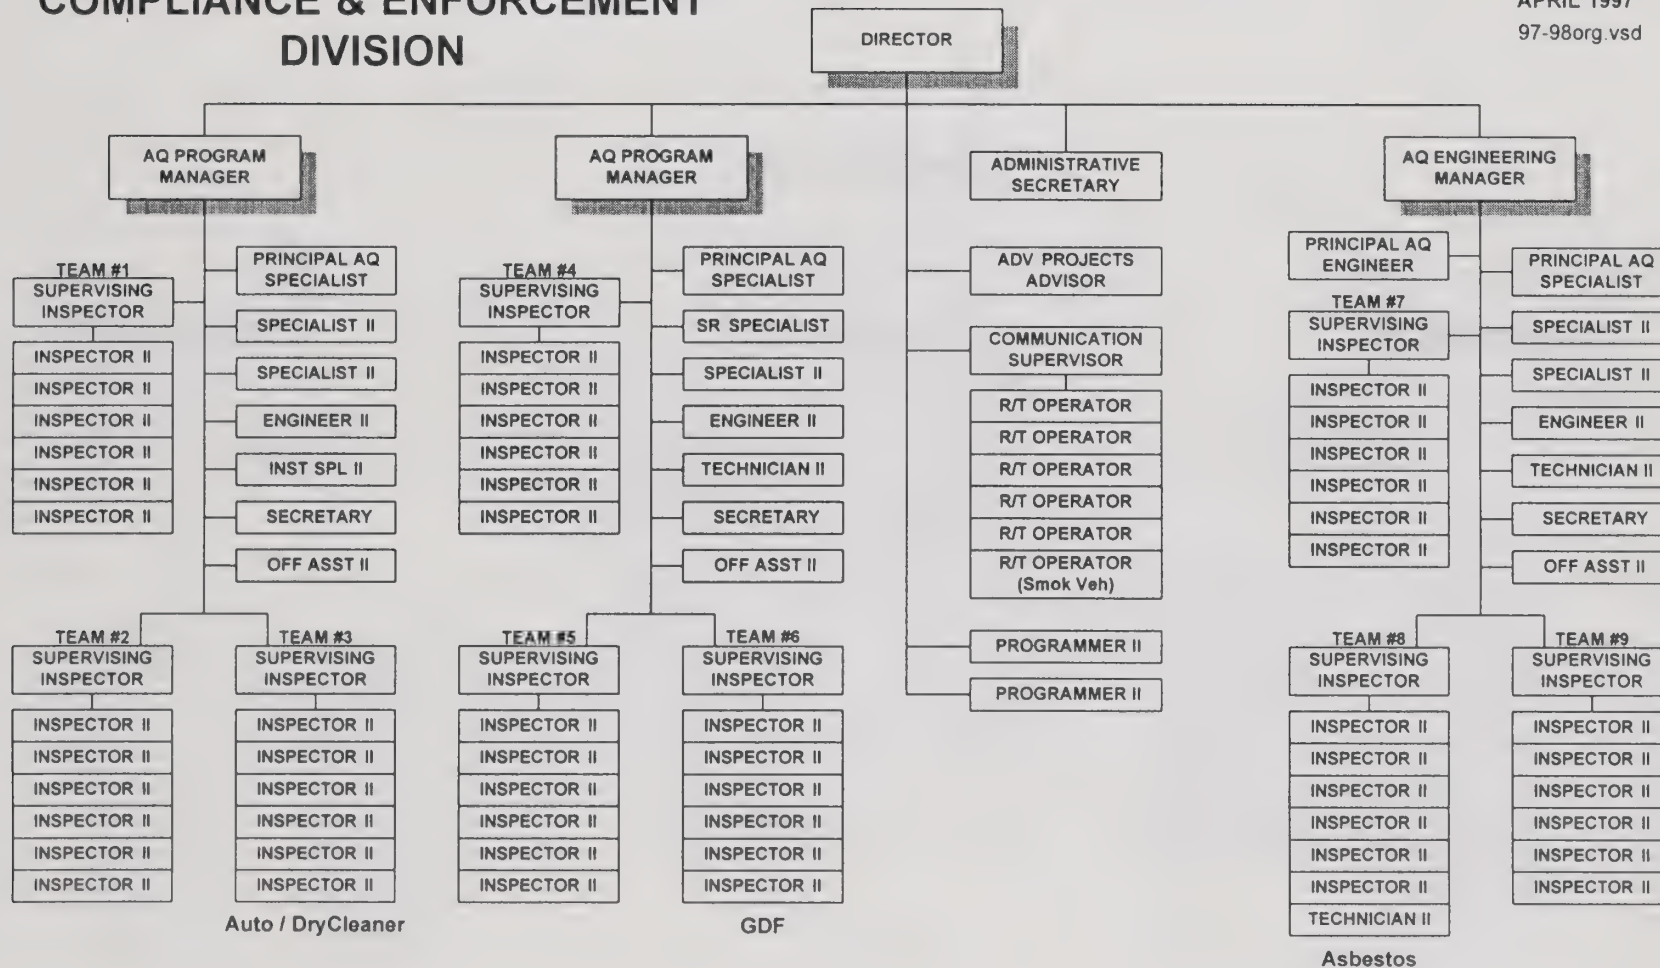 COMPLIANCE & ENFORCEMENT
DIVISION
APRIL 1997
97-98org.vsd
DIRECTOR
AQ PROGRAM
MANAGER
TEAM #1
SUPERVISING
INSPECTOR
INSPECTOR II
INSPECTOR II
INSPECTOR II
INSPECTOR II
INSPECTOR II
INSPECTOR II
PRINCIPAL AQ
SPECIALIST
SPECIALIST II
SPECIALIST II
ENGINEER II
INST SPL II
SECRETARY
OFF ASST II
TEAM #2
SUPERVISING
INSPECTOR
INSPECTOR II
INSPECTOR II
INSPECTOR II
INSPECTOR II
INSPECTOR II
INSPECTOR II
TEAM #3
SUPERVISING
INSPECTOR
INSPECTOR II
INSPECTOR II
INSPECTOR II
INSPECTOR II
INSPECTOR II
INSPECTOR II
Auto / DryCleaner
AQ PROGRAM
MANAGER
TEAM #4
SUPERVISING
INSPECTOR
INSPECTOR II
INSPECTOR II
INSPECTOR II
INSPECTOR II
INSPECTOR II
INSPECTOR II
PRINCIPAL AQ
SPECIALIST
SR SPECIALIST
SPECIALIST II
ENGINEER II
TECHNICIAN II
SECRETARY
OFF ASST II
TEAM #5
SUPERVISING
INSPECTOR
INSPECTOR II
INSPECTOR II
INSPECTOR II
INSPECTOR II
INSPECTOR II
INSPECTOR II
TEAM #6
SUPERVISING
INSPECTOR
INSPECTOR II
INSPECTOR II
INSPECTOR II
INSPECTOR II
INSPECTOR II
INSPECTOR II
GDF
ADMINISTRATIVE
SECRETARY
ADV PROJECTS
ADVISOR
COMMUNICATION
SUPERVISOR
R/T OPERATOR
R/T OPERATOR
R/T OPERATOR
R/T OPERATOR
R/T OPERATOR
R/T OPERATOR
(Smok Veh)
PROGRAMMER II
PROGRAMMER II
AQ ENGINEERING
MANAGER
PRINCIPAL AQ
ENGINEER
TEAM #7
SUPERVISING
INSPECTOR
INSPECTOR II
INSPECTOR II
INSPECTOR II
INSPECTOR II
INSPECTOR II
INSPECTOR II
PRINCIPAL AQ
SPECIALIST
SPECIALIST II
SPECIALIST II
ENGINEER II
TECHNICIAN II
SECRETARY
OFF ASST II
TEAM #8
SUPERVISING
INSPECTOR
INSPECTOR II
INSPECTOR II
INSPECTOR II
INSPECTOR II
INSPECTOR II
INSPECTOR II
TECHNICIAN II
Asbestos
TEAM #9
SUPERVISING
INSPECTOR
INSPECTOR II
INSPECTOR II
INSPECTOR II
INSPECTOR II
INSPECTOR II
INSPECTOR II